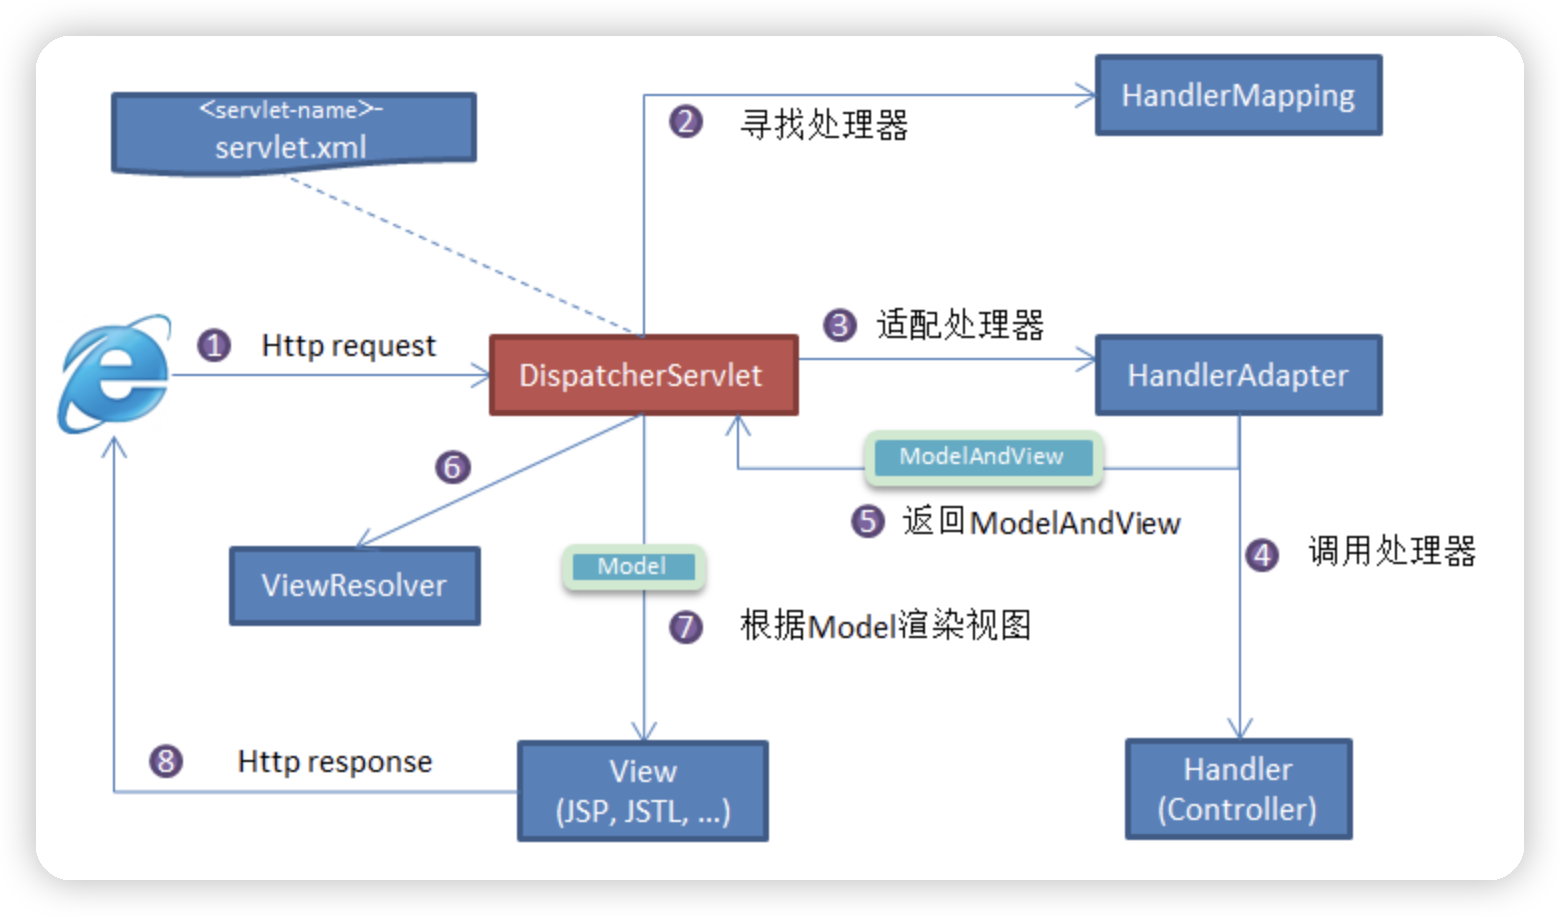 <servlet-name>-
servlet.xml
2 寻找处理器
HandlerMapping
1 Http request
DispatcherServlet
3 适配处理器
HandlerAdapter
ModelAndView
5 返回ModelAndView
4 调用处理器
6
ViewResolver
Model
7 根据Model渲染视图
8 Http response
View
(JSP, JSTL, ...)
Handler
(Controller)